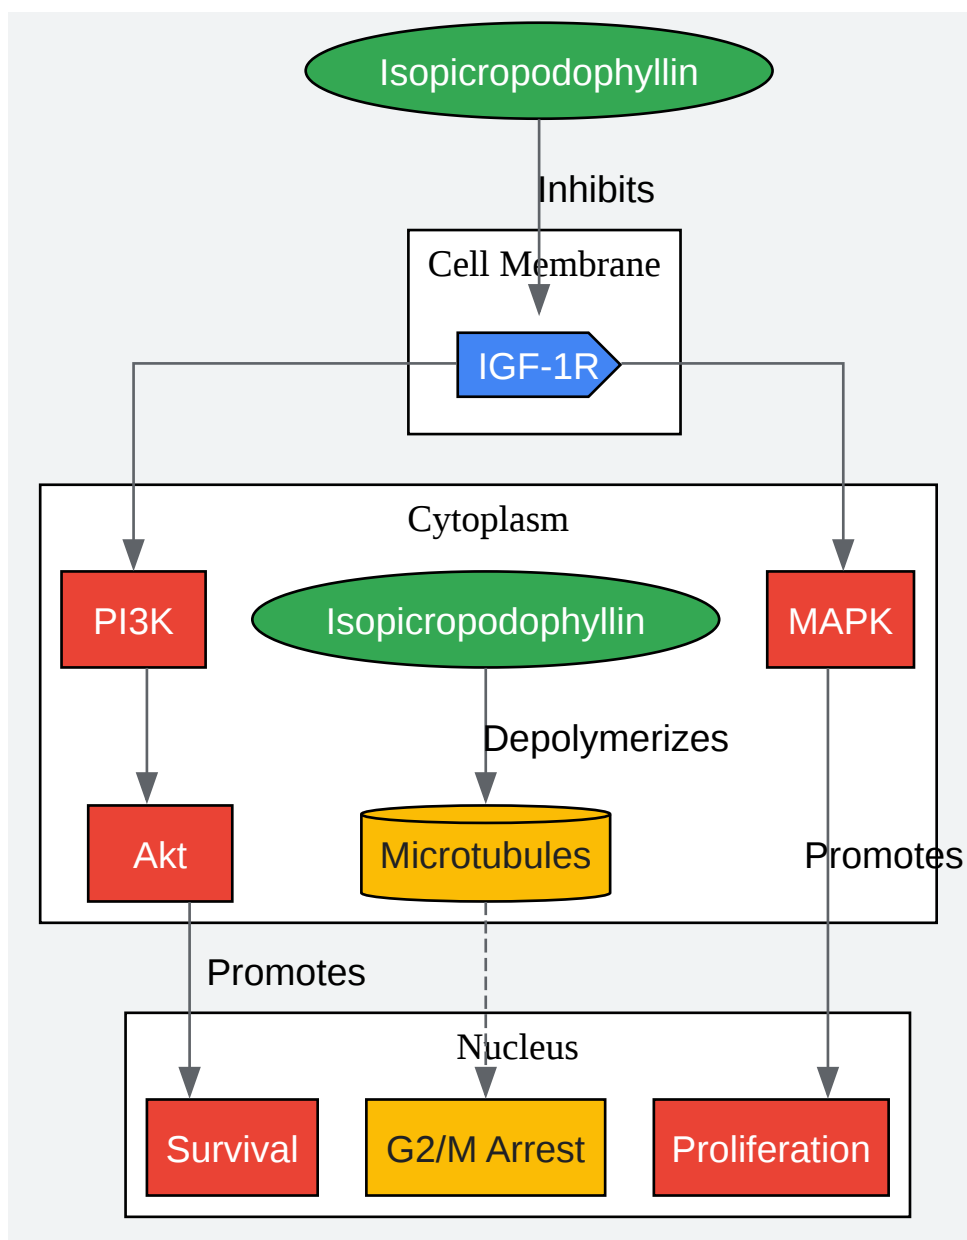 Isopicropodophyllin
Inhibits
Cell Membrane
IGF-1R
Cytoplasm
PI3K
Isopicropodophyllin
MAPK
Depolymerizes
Akt
Microtubules
Promotes
Promotes
Nucleus
Survival
G2/M Arrest
Proliferation